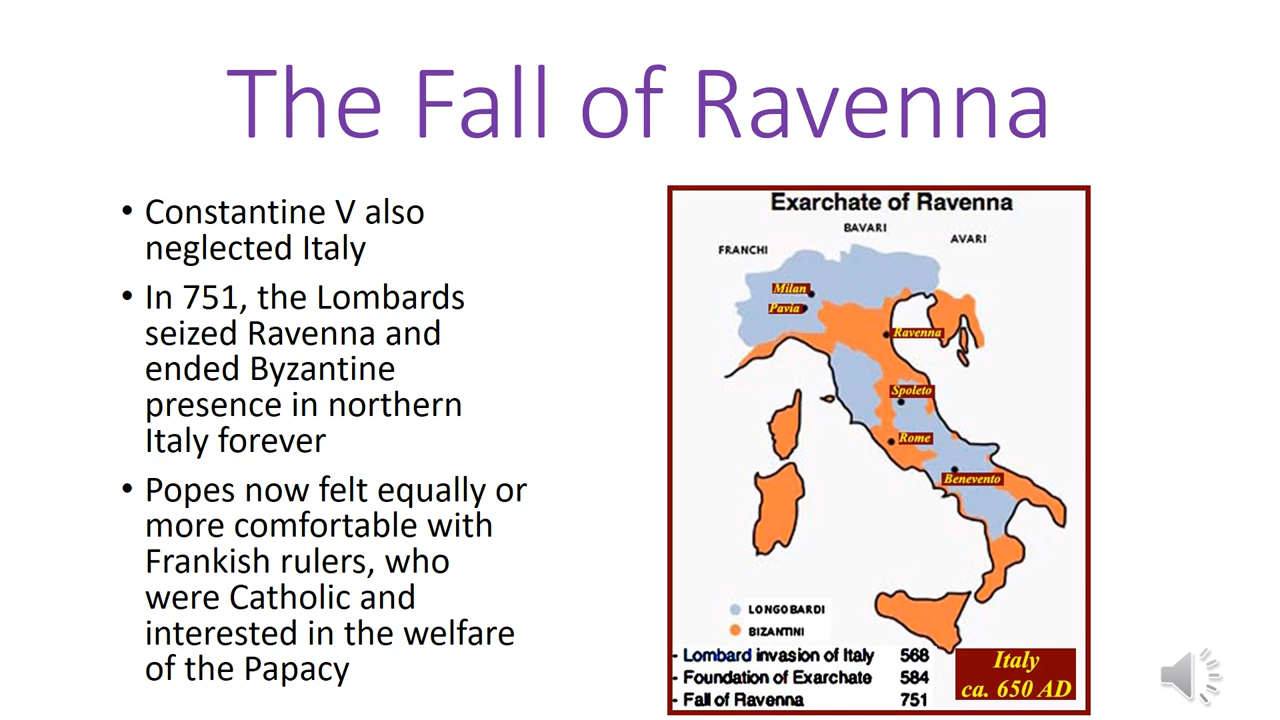 The Fall of Ravenna
• Constantine V also
neglected Italy
• In 751, the Lombards
seized Ravenna and
ended Byzantine
presence in northern
Italy forever
• Popes now felt equally or
more comfortable with
Frankish rulers, who
were Catholic and
interested in the welfare
of the Papacy
Exarchate of Ravenna
BAVARI
FRANCHI
AVARI
Milan
Pavia
Ravenna
Spoleto
Rome
Benevento
LONGOBARDI
BIZANTINI
- Lombard invasion of Italy 568
- Foundation of Exarchate 584
- Fall of Ravenna 751
Italy
ca. 650 AD